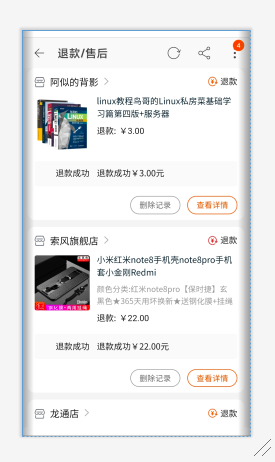 退款/售后
4
阿似的背影
退款
linux教程鸟哥的Linux私房菜基础学
习篇第四版+服务器
LINUX
退款: ￥3.00
退款成功 退款成功￥3.00元
删除记录 查看详情
索风旗舰店
退款
小米红米note8手机壳note8pro手机
套小金刚Redmi
颜色分类:红米note8pro【保时捷】玄
黑色★365天用坏换新★送钢化膜+挂绳
退款: ￥22.00
退款成功 退款成功￥22.00元
删除记录 查看详情
龙通店
退款